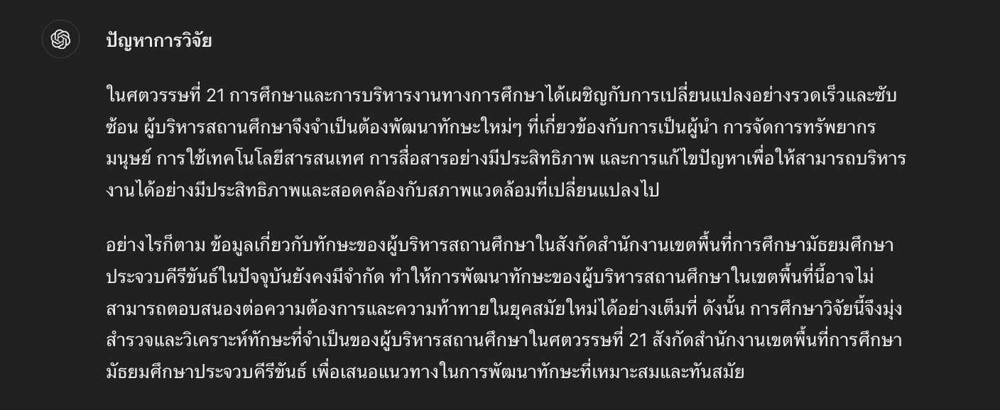 ปัญหาการวิจัย
ในศตวรรษที่ 21 การศึกษาและการบริหารงานทางการศึกษาได้เผชิญกับการเปลี่ยนแปลงอย่างรวดเร็วและซับ
ซ้อน ผู้บริหารสถานศึกษาจึงจำเป็นต้องพัฒนาทักษะใหม่ๆ ที่เกี่ยวข้องกับการเป็นผู้นำ การจัดการทรัพยากร
มนุษย์ การใช้เทคโนโลยีสารสนเทศ การสื่อสารอย่างมีประสิทธิภาพ และการแก้ไขปัญหาเพื่อให้สามารถบริหาร
งานได้อย่างมีประสิทธิภาพและสอดคล้องกับสภาพแวดล้อมที่เปลี่ยนแปลงไป
อย่างไรก็ตาม ข้อมูลเกี่ยวกับทักษะของผู้บริหารสถานศึกษาในสังกัดสำนักงานเขตพื้นที่การศึกษามัธยมศึกษา
ประจวบคีรีขันธ์ในปัจจุบันยังคงมีจำกัด ทำให้การพัฒนาทักษะของผู้บริหารสถานศึกษาในเขตพื้นที่นี้อาจไม่
สามารถตอบสนองต่อความต้องการและความท้าทายในยุคสมัยใหม่ได้อย่างเต็มที่ ดังนั้น การศึกษาวิจัยนี้จึงมุ่ง
สำรวจและวิเคราะห์ทักษะที่จำเป็นของผู้บริหารสถานศึกษาในศตวรรษที่ 21 สังกัดสำนักงานเขตพื้นที่การศึกษา
มัธยมศึกษาประจวบคีรีขันธ์ เพื่อเสนอแนวทางในการพัฒนาทักษะที่เหมาะสมและทันสมัย